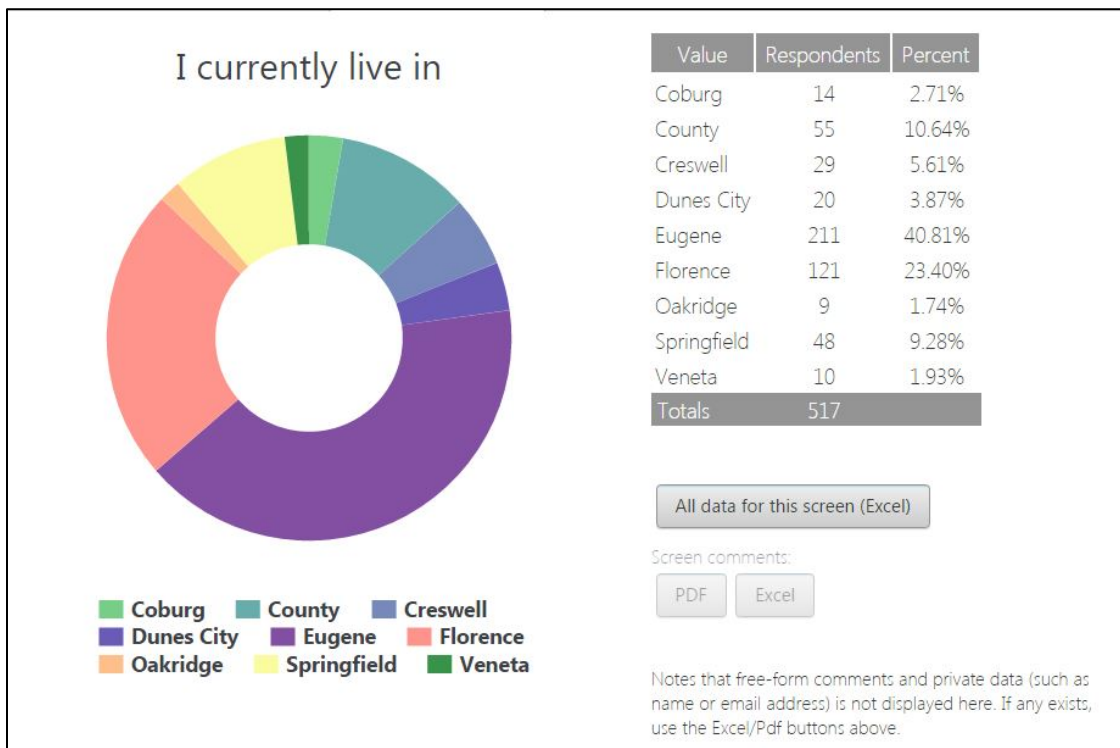 I currently live in
Coburg County Creswell
Dunes City Eugene Florence
Oakridge Springfield Veneta
Value Respondents Percent
Coburg 14 2.71%
County 55 10.64%
Creswell 29 5.61%
Dunes City 20 3.87%
Eugene 211 40.81%
Florence 121 23.40%
Oakridge 9 1.74%
Springfield 48 9.28%
Veneta 10 1.93%
Totals 517
All data for this screen (Excel)
Screen comments:
PDF Excel
Notes that free-form comments and private data (such as
name or email address) is not displayed here. If any exists,
use the Excel/Pdf buttons above.